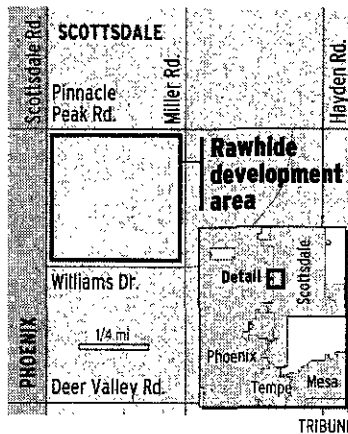 SCOTTSDALE
Scottsdale Rd.
Miller Rd.
Hayden Rd.
Pinnacle
Peak Rd.
Rawhide
development
area
Williams Dr.
1/4 mi
PHOENIX
Deer Valley Rd.
Detail
Scottsdale
Phoenix
Tempe
Mesa
TRIBUNE